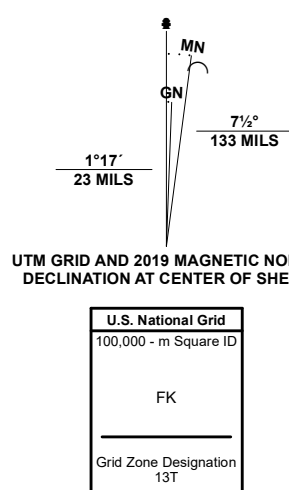 MN
GN
7½°
133 MILS
1°17´
23 MILS
UTM GRID AND 2019 MAGNETIC NO
DECLINATION AT CENTER OF SHE
U.S. National Grid
100,000 - m Square ID
FK
Grid Zone Designation
13T